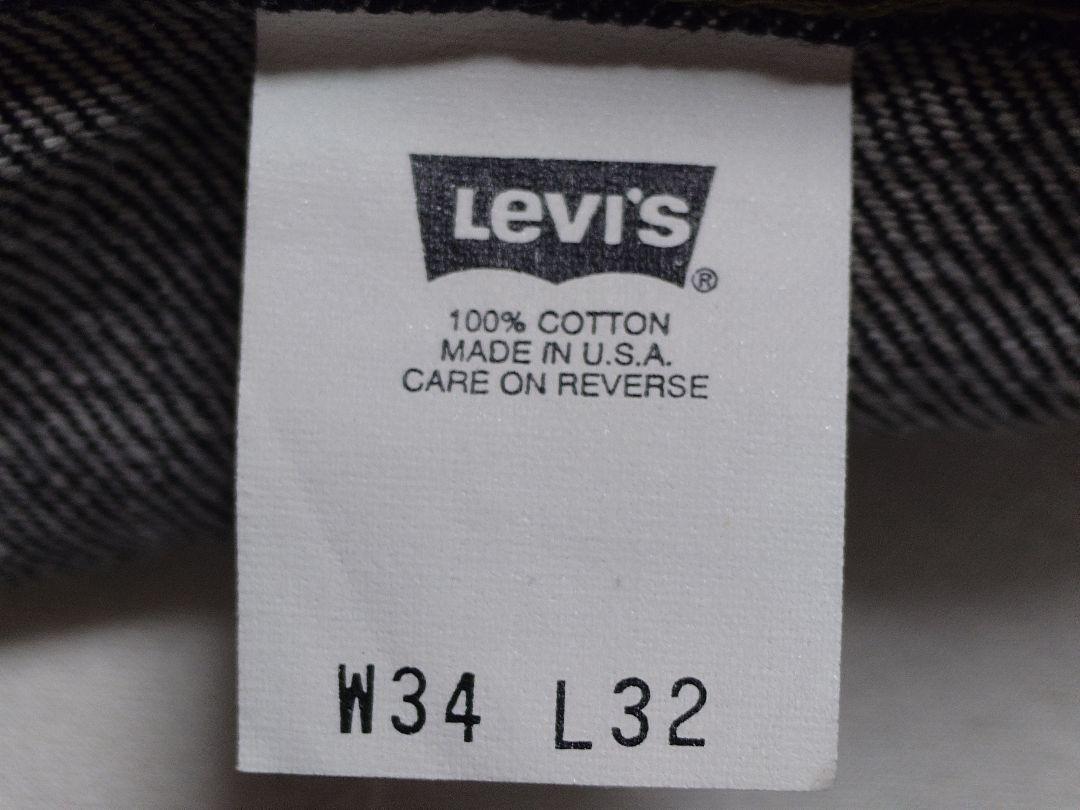 Levi's ®
100% COTTON
MADE IN U.S.A.
CARE ON REVERSE
W34 L32